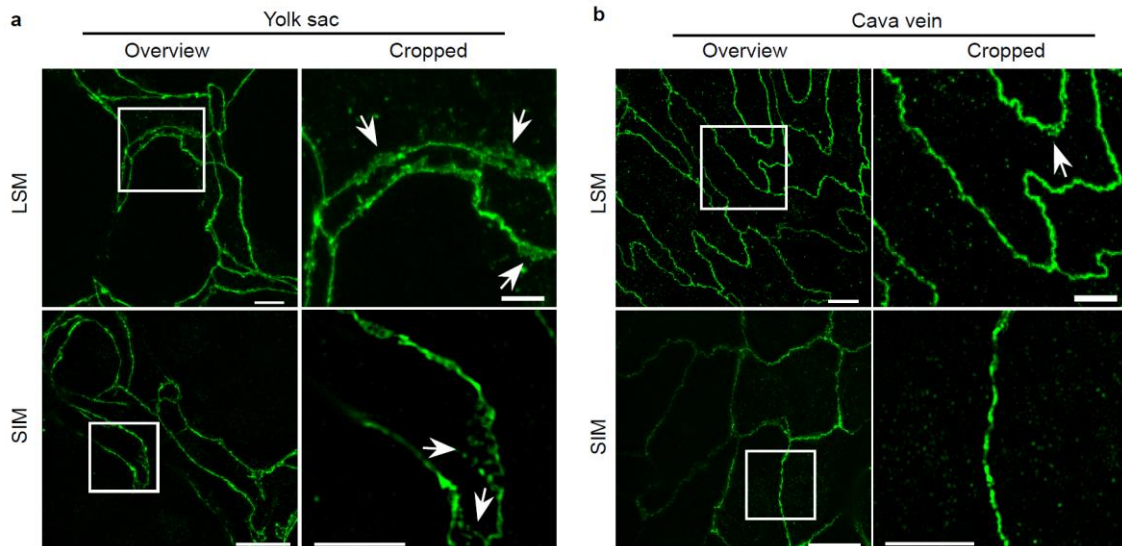 a
Yolk sac
Overview
Cropped
LSM
SIM
b
Cava vein
Overview
Cropped
LSM
SIM